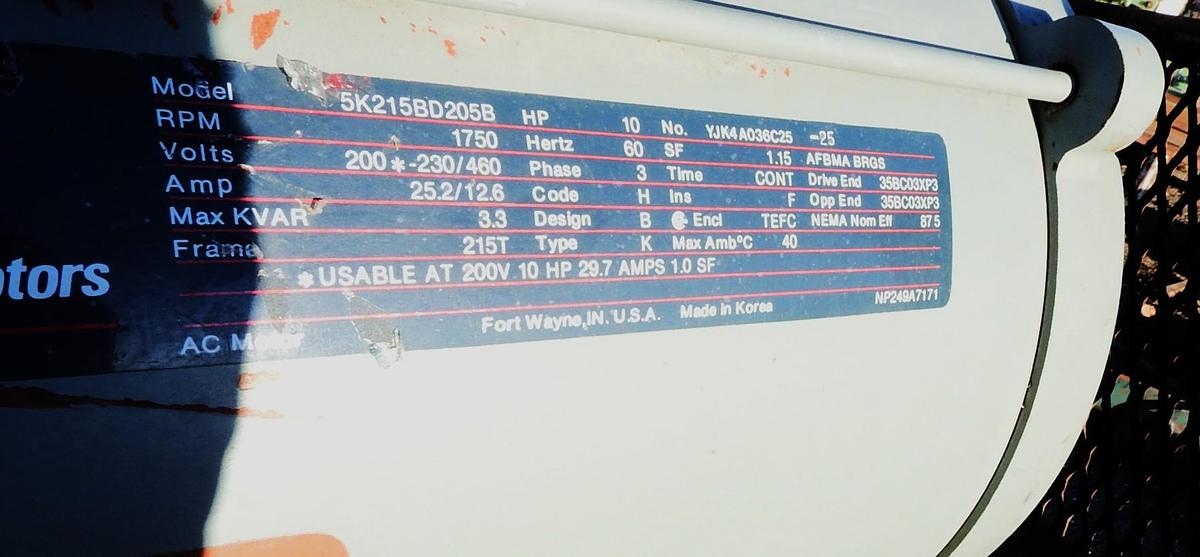 Model 5K215BD205B HP 10 No. YJK4A036C25 -25
RPM 1750 Hertz 60 SF 1.15 AFBMA BRGS
Volts 200*-230/460 Phase 3 Time CONT Drive End 35BC03XP3
Amp 25.2/12.6 Code H Ins F Opp End 35BC03XP3
Max KVAR 3.3 Design B Encl TEFC NEMA Nom Eff 87.5
Frame 215T Type K Max Amb°C 40
*USABLE AT 200V 10 HP 29.7 AMPS 1.0 SF
otors
NP249A7171
AC Motor Fort Wayne,IN. U.S.A. Made in Korea